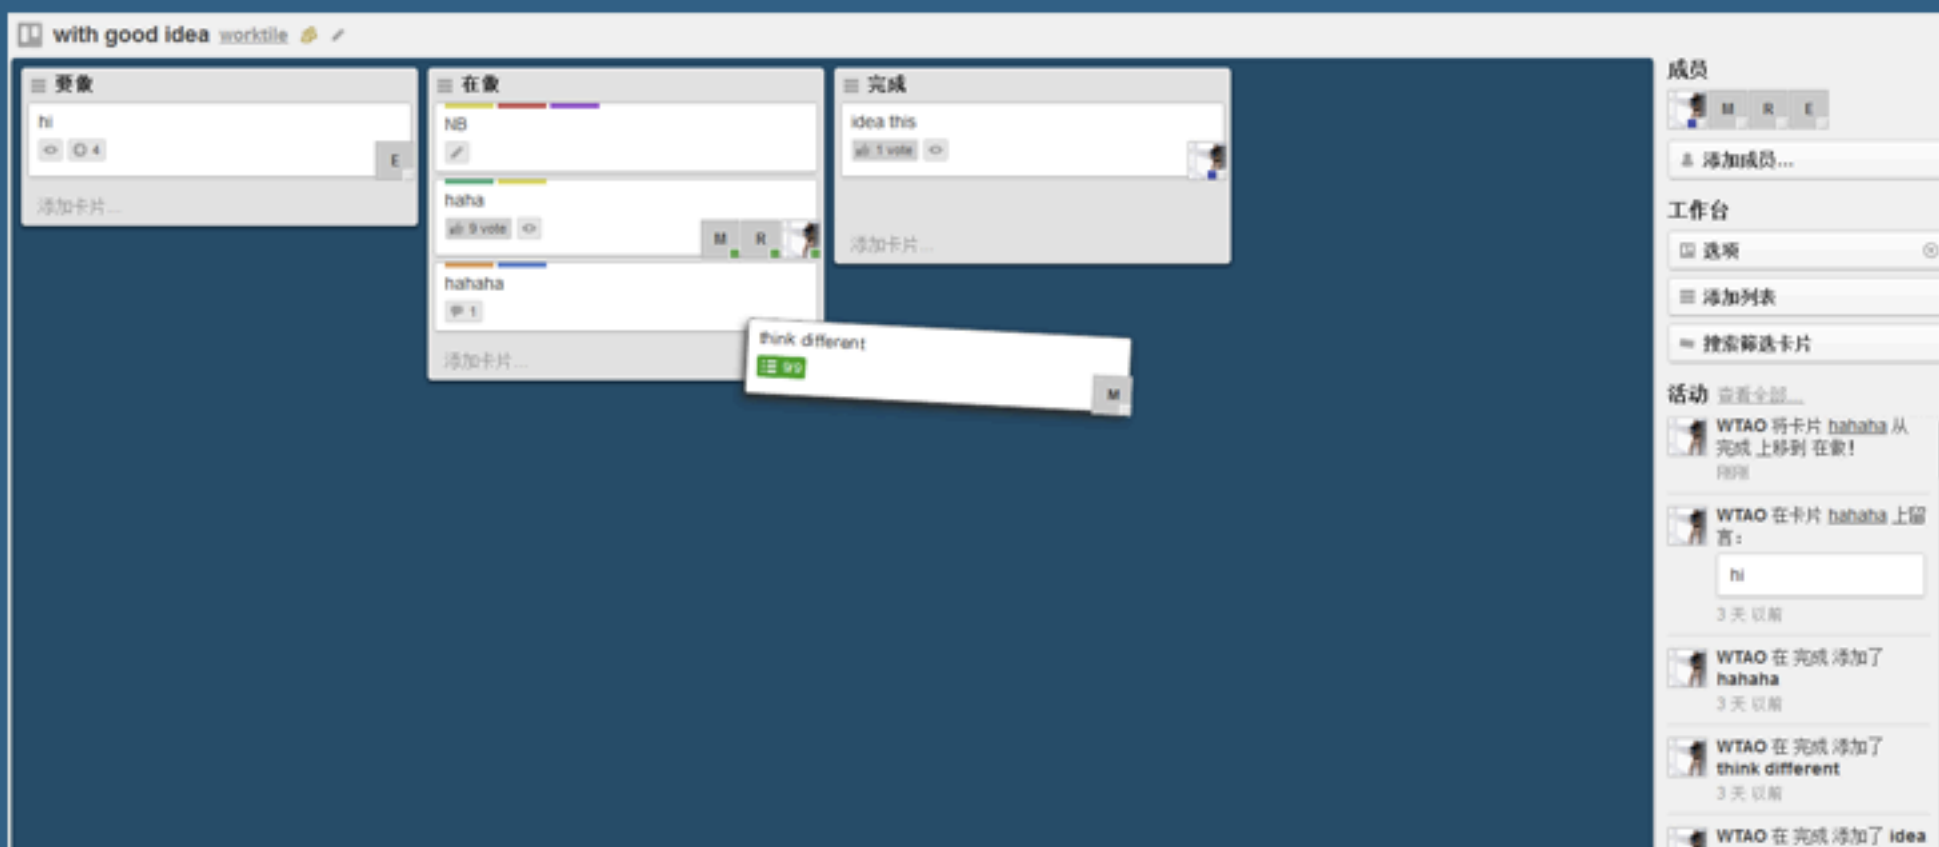 with good idea worktile
要做
hi
4
E
添加卡片...
在做
NB
haha
9 vote
M R
hahaha
1
添加卡片...
完成
idea this
1 vote
添加卡片...
think different
9/9
M
成员
M R E
添加成员...
工作台
选项
添加列表
搜索筛选卡片
活动 查看全部...
WTAO 将卡片 hahaha 从
完成 上移到 在做!
刚刚
WTAO 在卡片 hahaha 上留
言:
hi
3 天 以前
WTAO 在 完成 添加了
hahaha
3 天 以前
WTAO 在 完成 添加了
think different
3 天 以前
WTAO 在 完成 添加了 idea